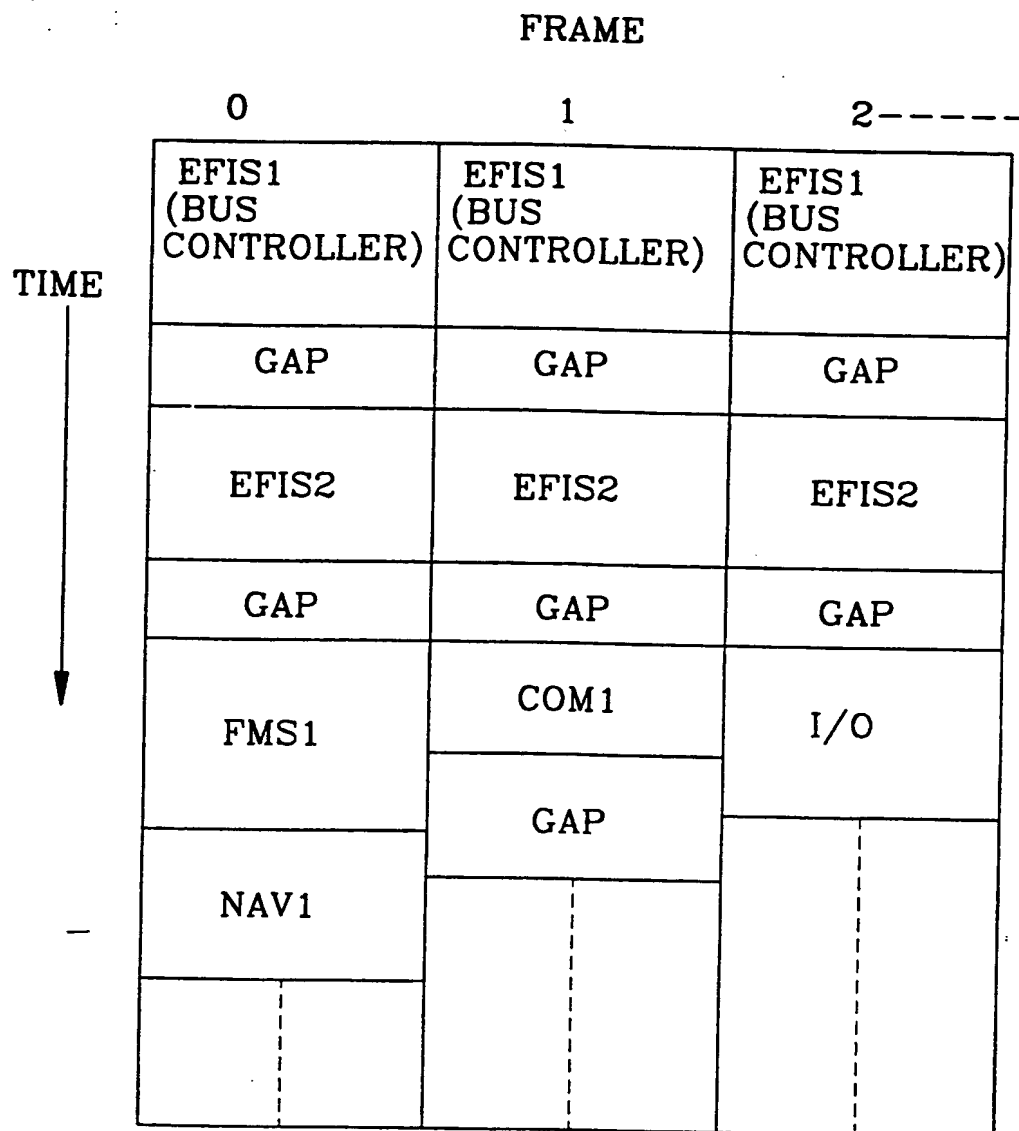 FRAME
0 1 2-----
EFIS1
(BUS
CONTROLLER)
EFIS1
(BUS
CONTROLLER)
EFIS1
(BUS
CONTROLLER)
TIME
GAP GAP GAP
EFIS2 EFIS2 EFIS2
GAP GAP GAP
FMS1 COM1 I/O
GAP
NAV1